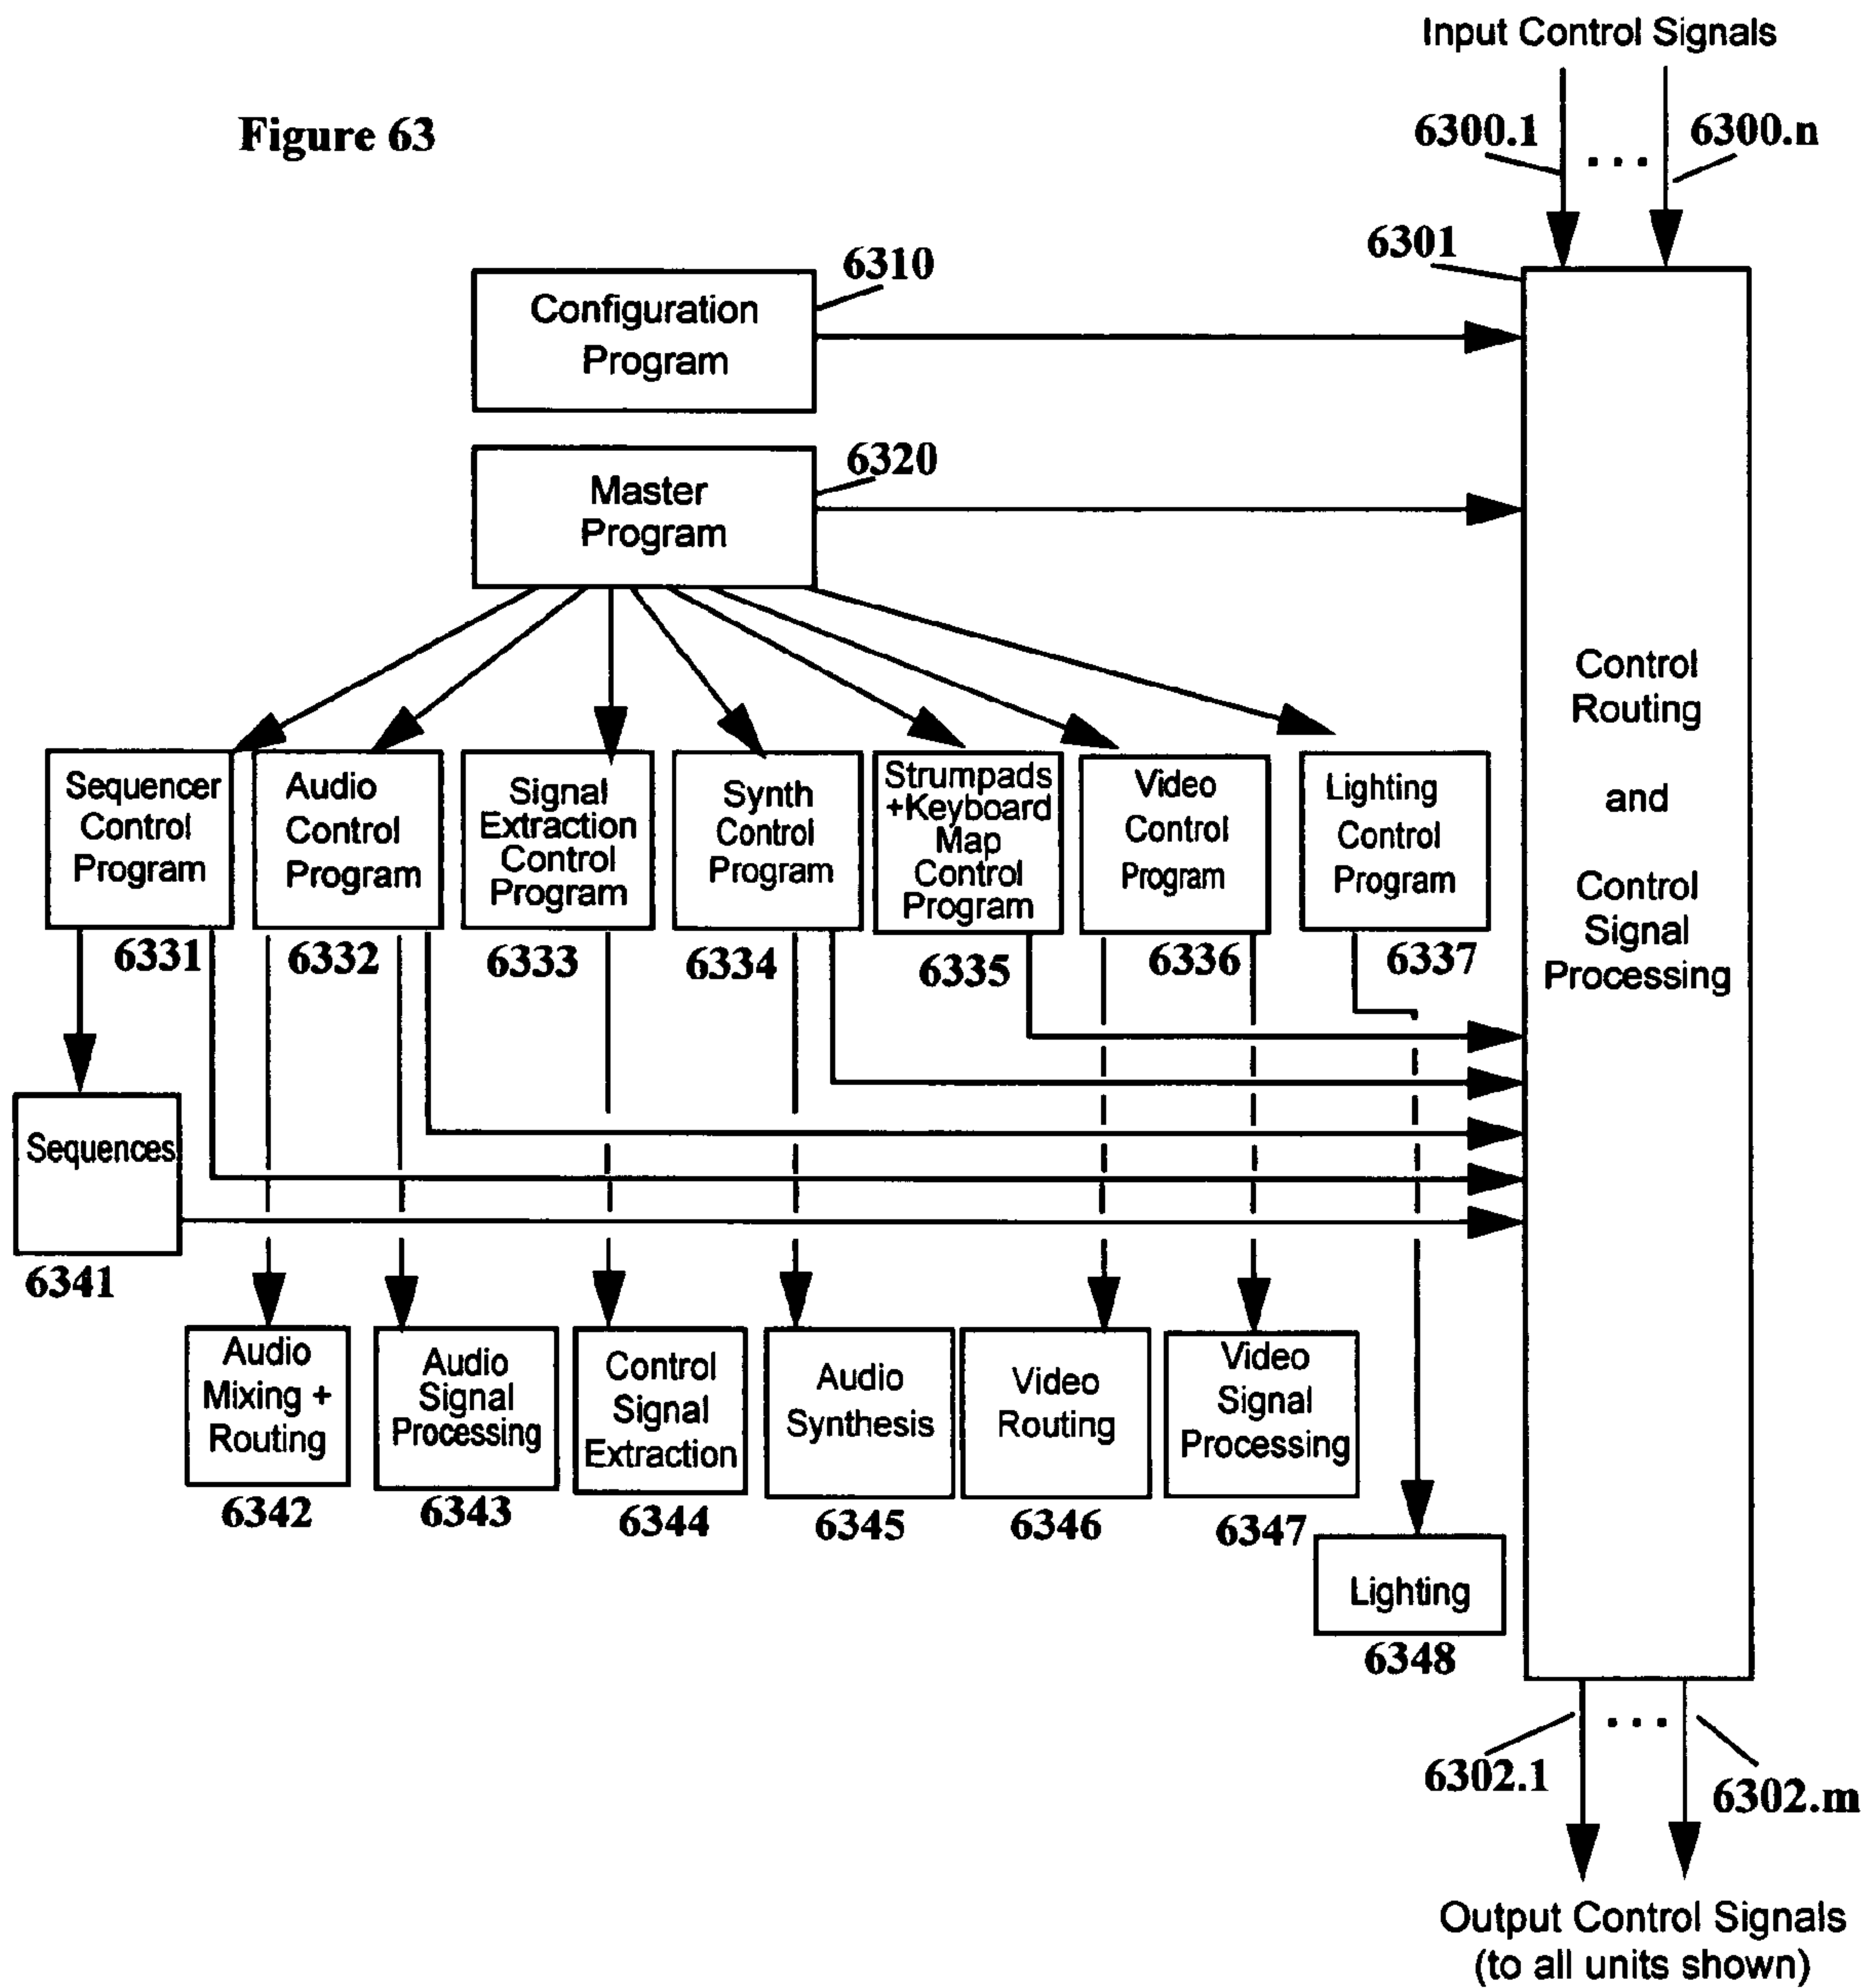 Input Control Signals
Figure 63
6300.1
...
6300.n
6301
6310
Configuration
Program
6320
Master
Program
Control
Routing
and
Control
Signal
Processing
Sequencer
Control
Program
Audio
Control
Program
Signal
Extraction
Control
Program
Synth
Control
Program
Strumpads
+Keyboard
Map
Control
Program
Video
Control
Program
Lighting
Control
Program
6331
6332
6333
6334
6335
6336
6337
Sequences
6341
Audio
Mixing +
Routing
Audio
Signal
Processing
Control
Signal
Extraction
Audio
Synthesis
Video
Routing
Video
Signal
Processing
6342
6343
6344
6345
6346
6347
Lighting
6348
6302.1
...
6302.m
Output Control Signals
(to all units shown)